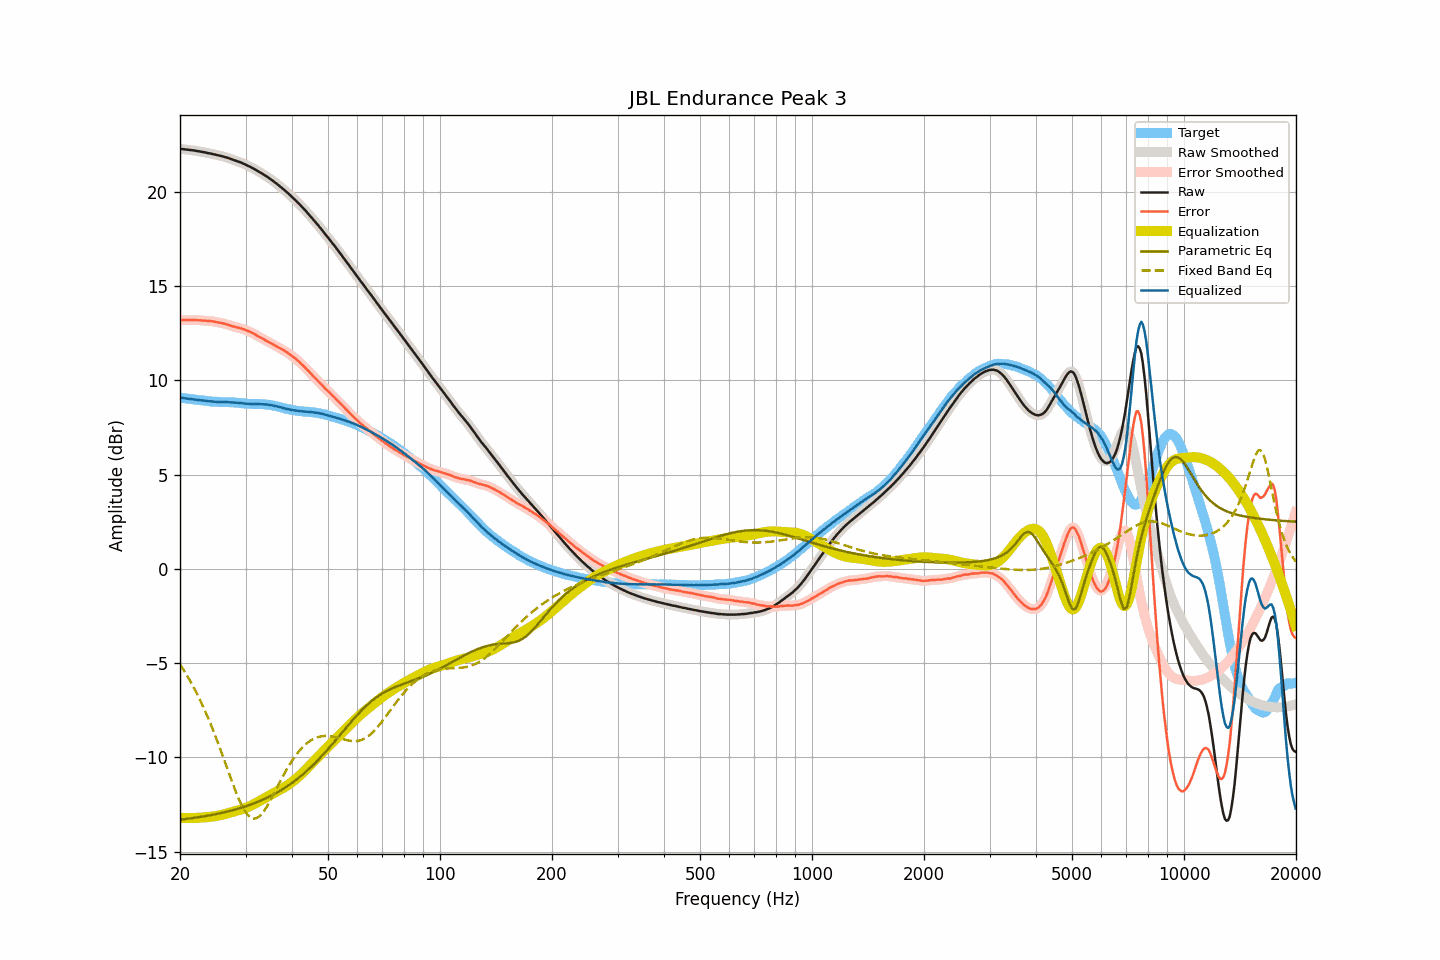 JBL Endurance Peak 3
Target
Raw Smoothed
Error Smoothed
Raw
Error
Equalization
Parametric Eq
Fixed Band Eq
Equalized
Amplitude (dBr)
20
15
10
5
0
−5
−10
−15
20 50 100 200 500 1000 2000 5000 10000 20000
Frequency (Hz)